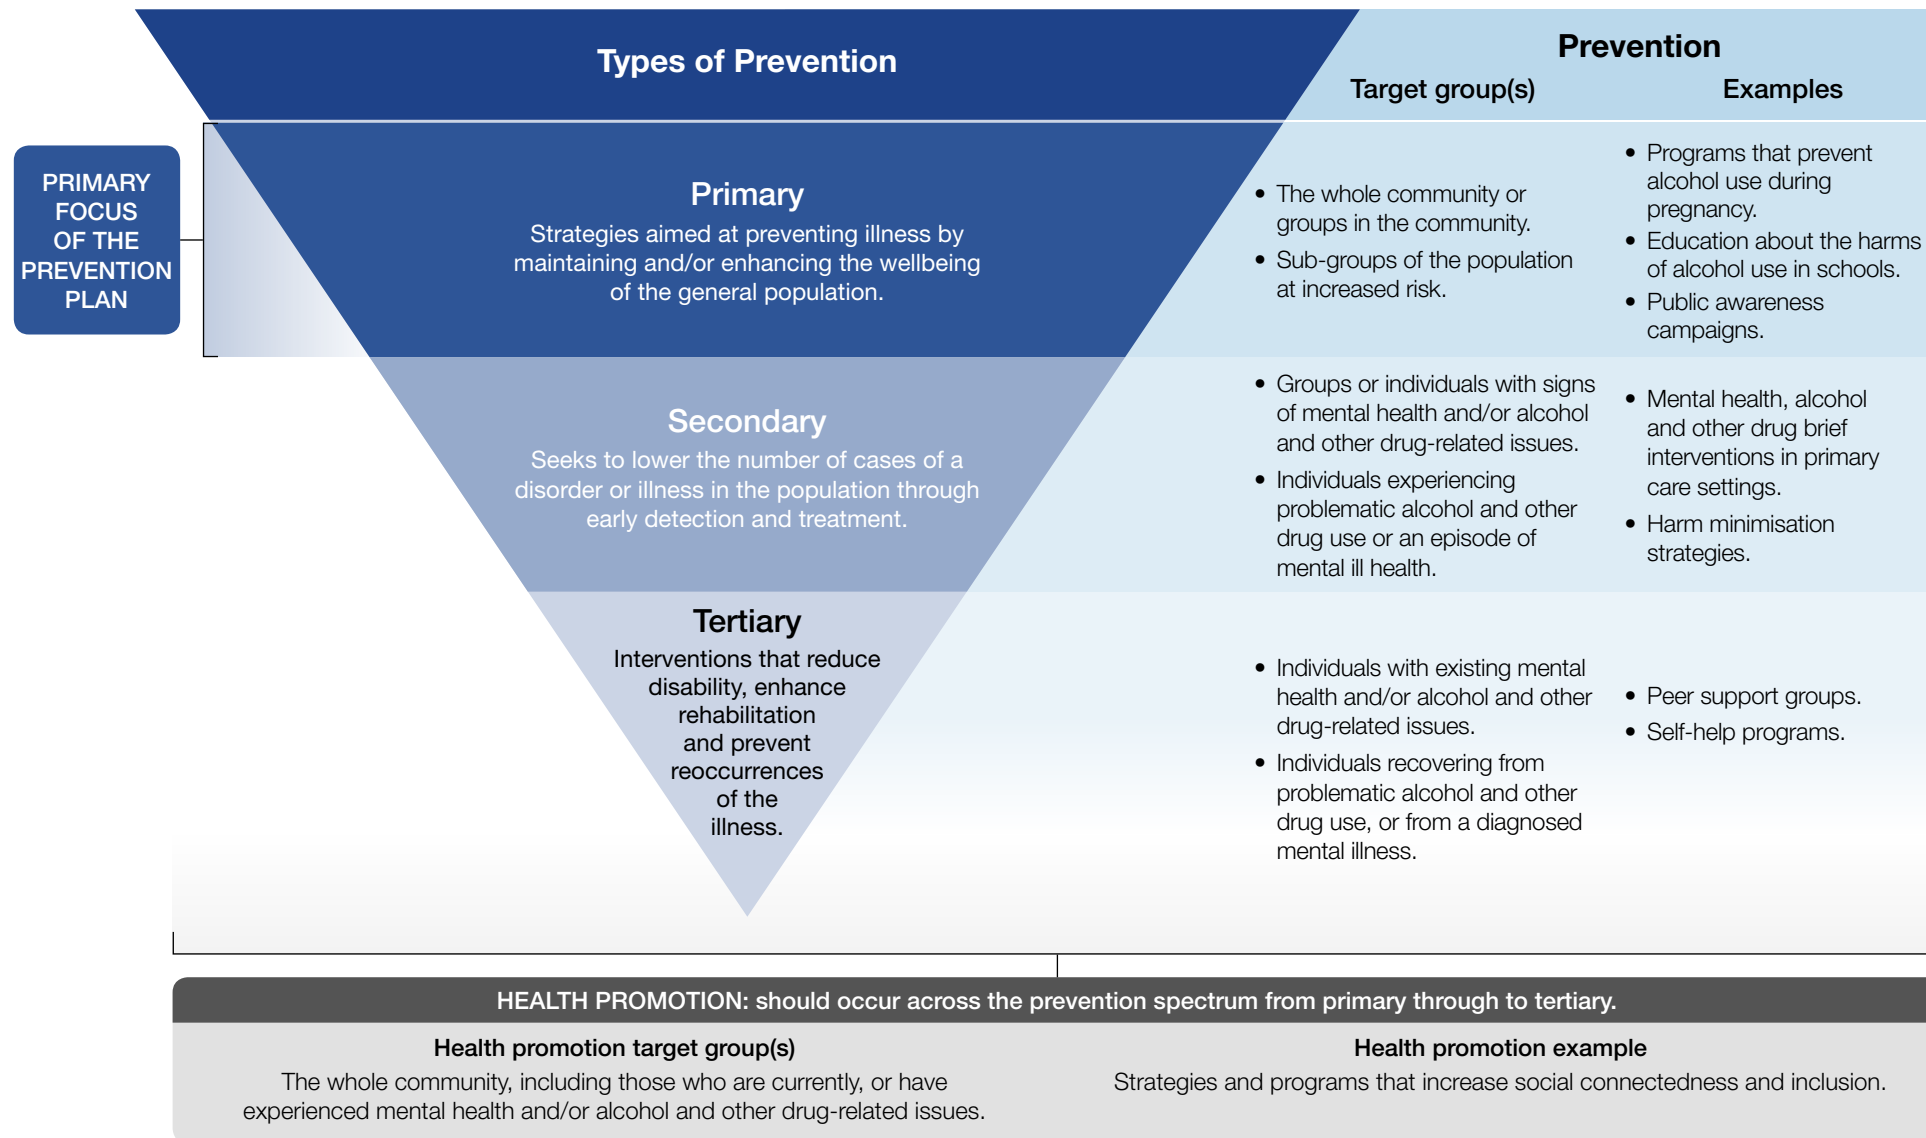 Types of Prevention
Prevention
Target group(s)
Examples
PRIMARY
FOCUS
OF THE
PREVENTION
PLAN
Primary
Strategies aimed at preventing illness by
maintaining and/or enhancing the wellbeing
of the general population.
• The whole community or
groups in the community.
• Sub-groups of the population
at increased risk.
• Programs that prevent
alcohol use during
pregnancy.
• Education about the harms
of alcohol use in schools.
• Public awareness
campaigns.
Secondary
Seeks to lower the number of cases of a
disorder or illness in the population through
early detection and treatment.
• Groups or individuals with signs
of mental health and/or alcohol
and other drug-related issues.
• Individuals experiencing
problematic alcohol and other
drug use or an episode of
mental ill health.
• Mental health, alcohol
and other drug brief
interventions in primary
care settings.
• Harm minimisation
strategies.
Tertiary
Interventions that reduce
disability, enhance
rehabilitation
and prevent
reoccurrences
of the
illness.
• Individuals with existing mental
health and/or alcohol and other
drug-related issues.
• Individuals recovering from
problematic alcohol and other
drug use, or from a diagnosed
mental illness.
• Peer support groups.
• Self-help programs.
HEALTH PROMOTION: should occur across the prevention spectrum from primary through to tertiary.
Health promotion target group(s)
The whole community, including those who are currently, or have
experienced mental health and/or alcohol and other drug-related issues.
Health promotion example
Strategies and programs that increase social connectedness and inclusion.